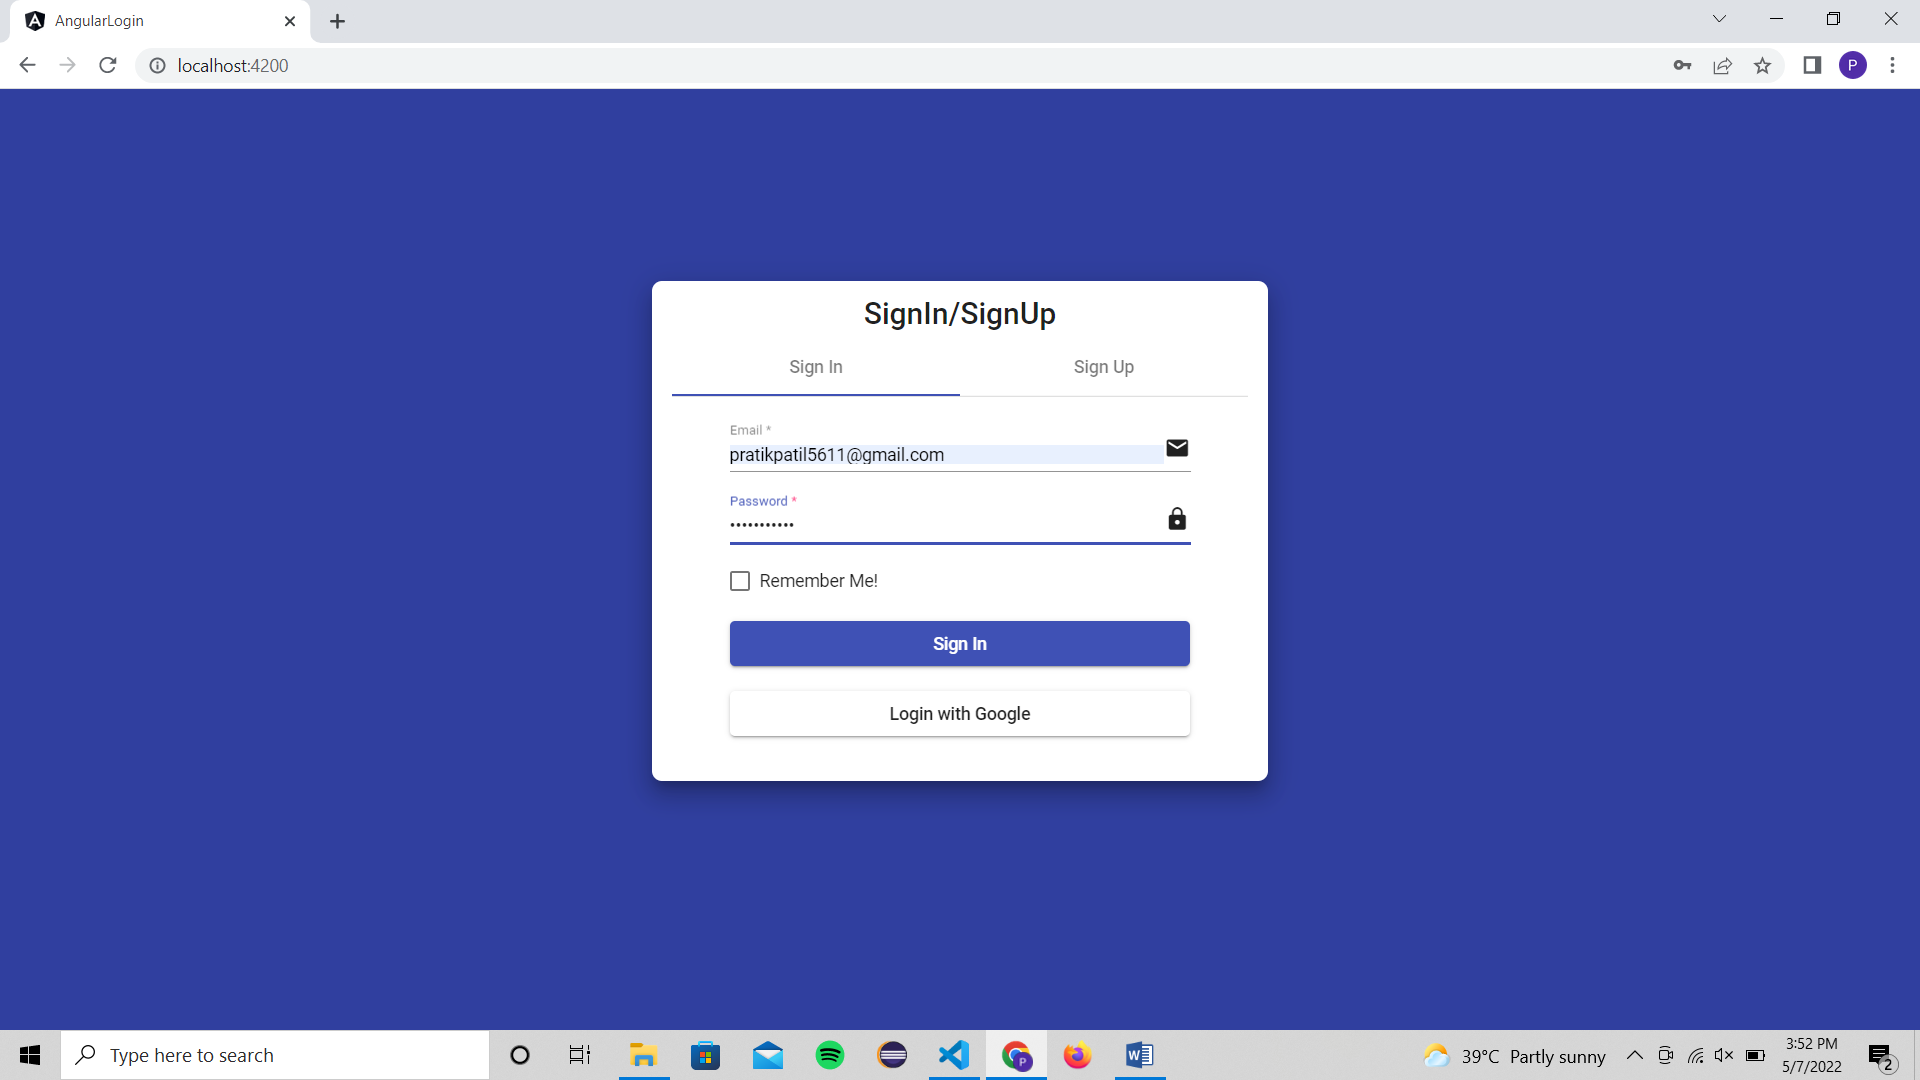 AngularLogin
localhost:4200
P
SignIn/SignUp
Sign In
Sign Up
Email *
pratikpatil5611@gmail.com
Password *
•••••••••••
Remember Me!
Sign In
Login with Google
Type here to search
P
W
39°C Partly sunny
3:52 PM
5/7/2022
2